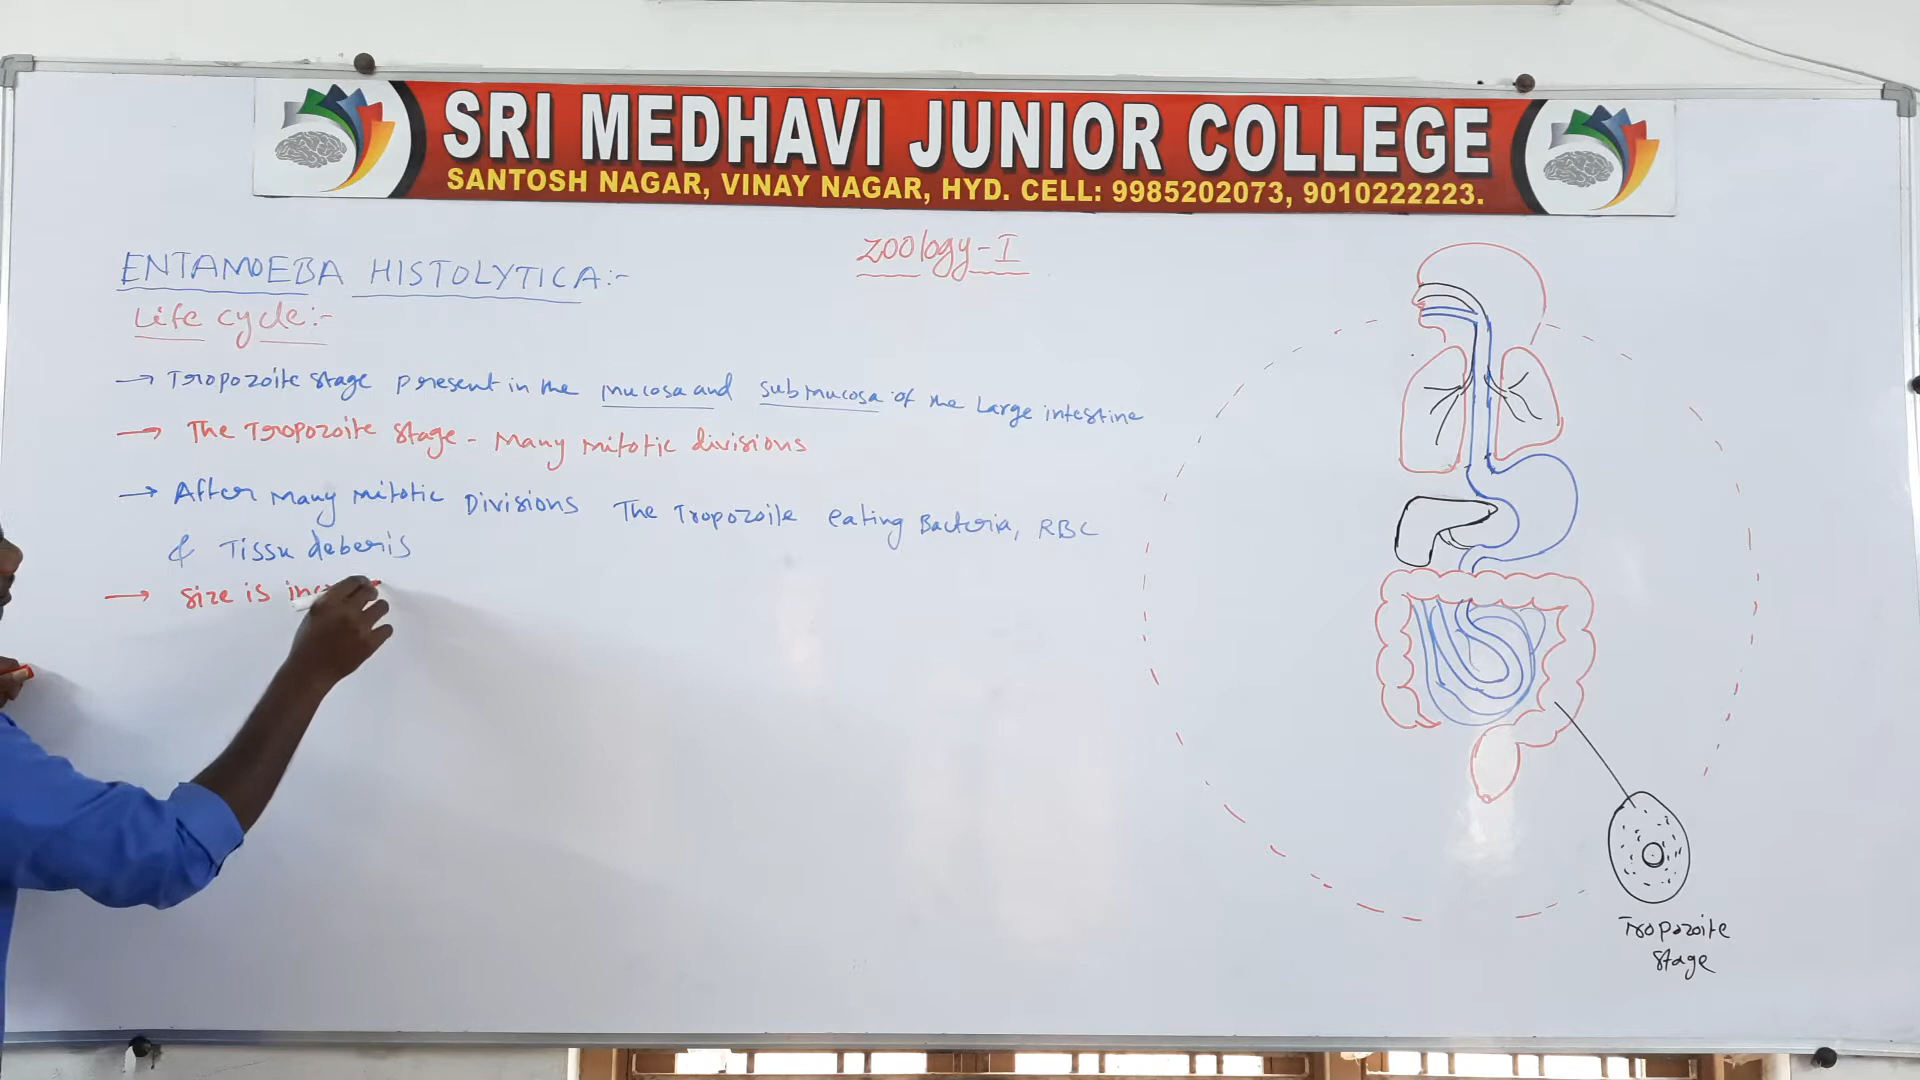 SRI MEDHAVI JUNIOR COLLEGE
SANTOSH NAGAR, VINAY NAGAR, HYD. CELL: 9985202073, 9010222223.
Zoology-I
ENTAMOEBA HISTOLYTICA:-
Life cycle:-
→ Tropozoite stage present in the mucosa and submucosa of the Large intestine
→ The Tropozoite stage - Many mitotic divisions
→ After Many mitotic Divisions The Tropozoite eating Bacteria, RBC
& Tissu deberis
→ Size is inc
Tropozoite
stage